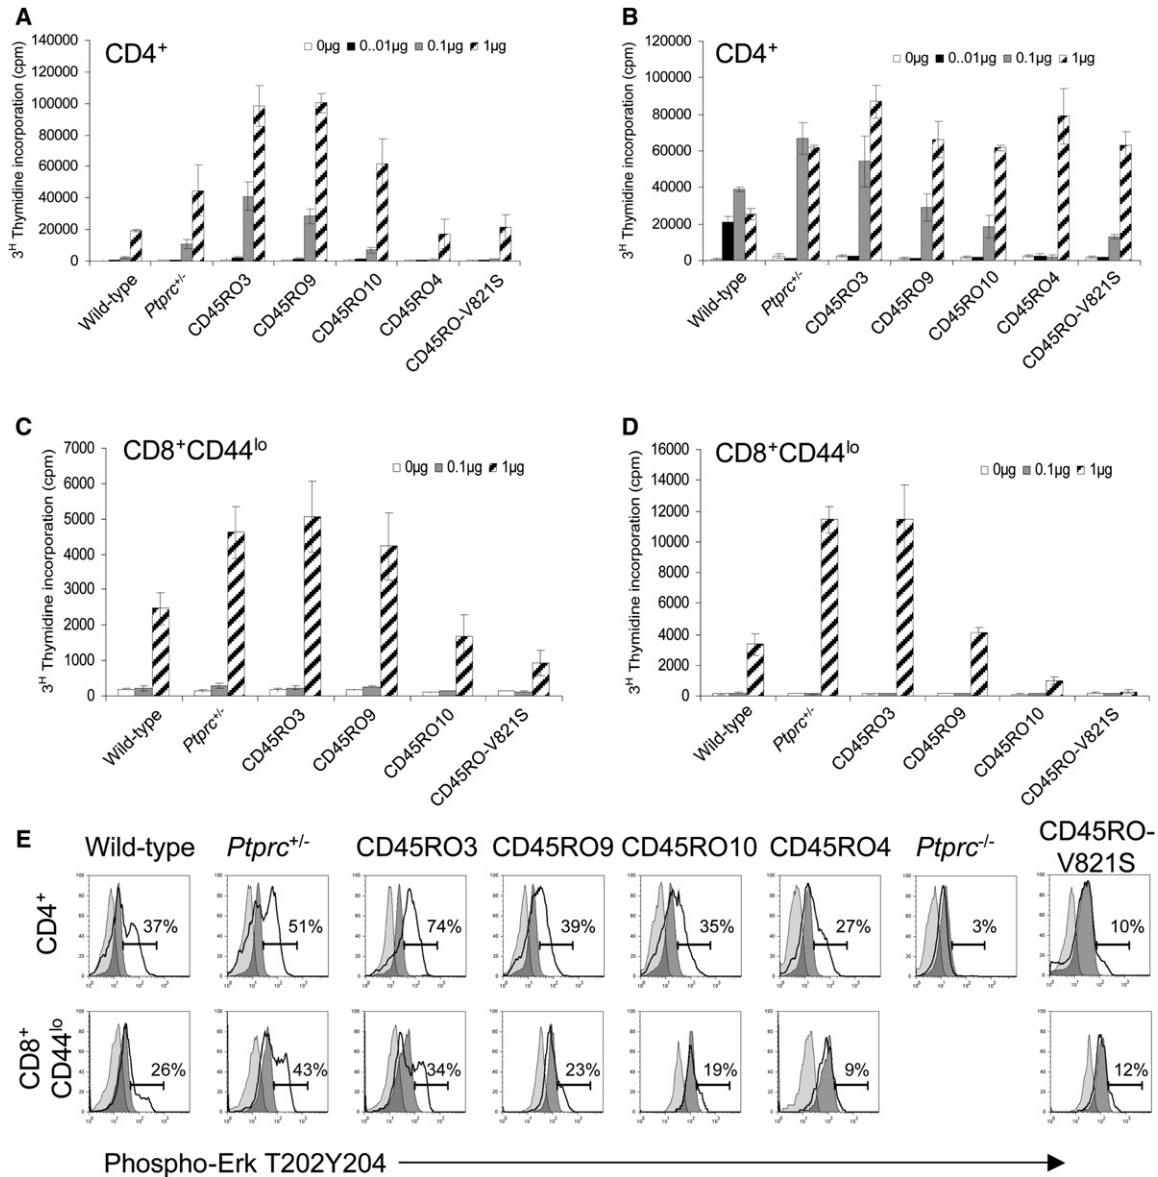 A
CD4+
0µg 0..01µg 0.1µg 1µg
3H Thymidine incorporation (cpm)
140000
120000
100000
80000
60000
40000
20000
0
Wild-type
Ptprc+/-
CD45RO3
CD45RO9
CD45RO10
CD45RO4
CD45RO-V821S
B
CD4+
0µg 0..01µg 0.1µg 1µg
3H Thymidine incorporation (cpm)
120000
100000
80000
60000
40000
20000
0
Wild-type
Ptprc+/-
CD45RO3
CD45RO9
CD45RO10
CD45RO4
CD45RO-V821S
C
CD8+CD44lo
0µg 0.1µg 1µg
3H Thymidine incorporation (cpm)
7000
6000
5000
4000
3000
2000
1000
0
Wild-type
Ptprc+/-
CD45RO3
CD45RO9
CD45RO10
CD45RO-V821S
D
CD8+CD44lo
0µg 0.1µg 1µg
3H Thymidine incorporation (cpm)
16000
14000
12000
10000
8000
6000
4000
2000
0
Wild-type
Ptprc+/-
CD45RO3
CD45RO9
CD45RO10
CD45RO-V821S
E
Wild-type Ptprc+/- CD45RO3 CD45RO9 CD45RO10 CD45RO4 Ptprc-/- CD45RO-
V821S
CD4+
37% 51% 74% 39% 35% 27% 3% 10%
CD8+
CD44lo
26% 43% 34% 23% 19% 9% 12%
Phospho-Erk T202Y204